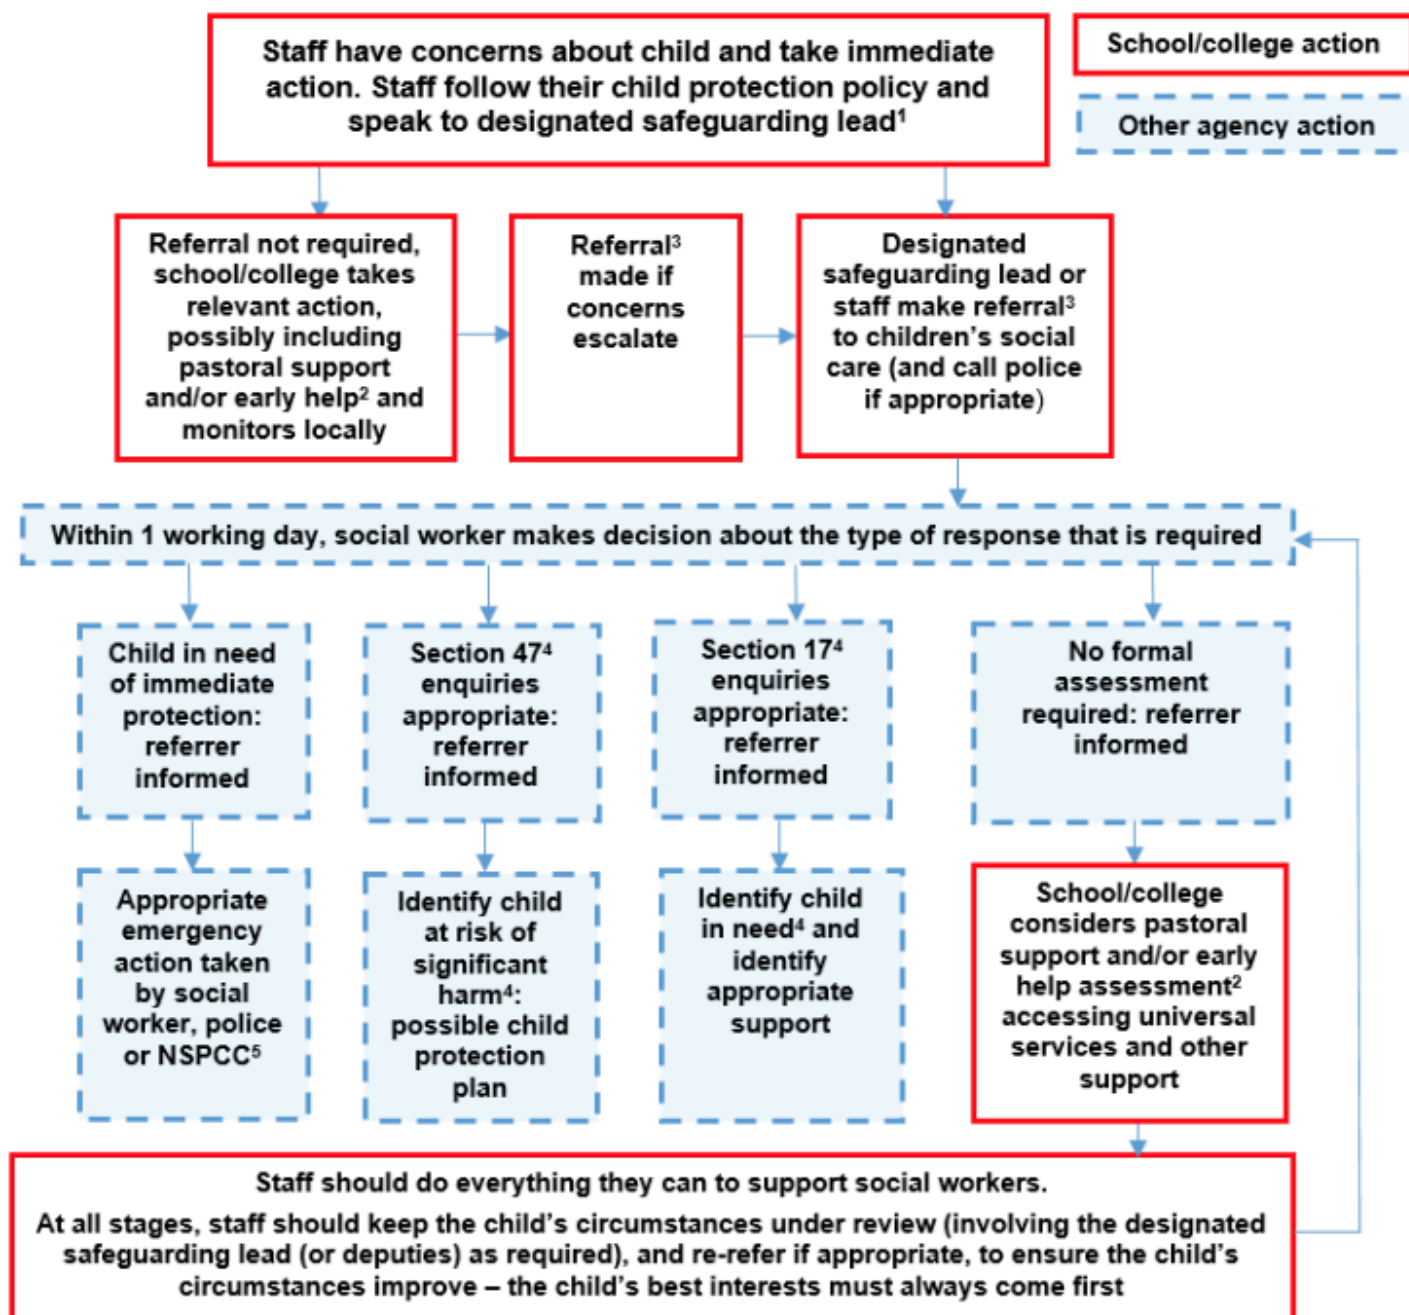 Staff have concerns about child and take immediate
action. Staff follow their child protection policy and
speak to designated safeguarding lead¹
School/college action
Other agency action
Referral not required,
school/college takes
relevant action,
possibly including
pastoral support
and/or early help² and
monitors locally
Referral³
made if
concerns
escalate
Designated
safeguarding lead or
staff make referral³
to children’s social
care (and call police
if appropriate)
Within 1 working day, social worker makes decision about the type of response that is required
Child in need
of immediate
protection:
referrer
informed
Section 47⁴
enquiries
appropriate:
referrer
informed
Section 17⁴
enquiries
appropriate:
referrer
informed
No formal
assessment
required: referrer
informed
Appropriate
emergency
action taken
by social
worker, police
or NSPCC⁵
Identify child
at risk of
significant
harm⁴:
possible child
protection
plan
Identify child
in need⁴ and
identify
appropriate
support
School/college
considers pastoral
support and/or early
help assessment²
accessing universal
services and other
support
Staff should do everything they can to support social workers.
At all stages, staff should keep the child’s circumstances under review (involving the designated
safeguarding lead (or deputies) as required), and re-refer if appropriate, to ensure the child’s
circumstances improve – the child’s best interests must always come first